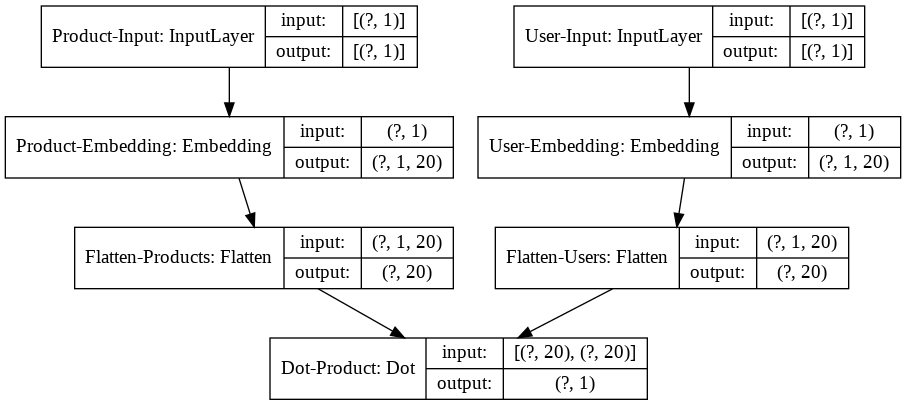 Product-Input: InputLayer
input: [(?, 1)]
output: [(?, 1)]
User-Input: InputLayer
input: [(?, 1)]
output: [(?, 1)]
Product-Embedding: Embedding
input: (?, 1)
output: (?, 1, 20)
User-Embedding: Embedding
input: (?, 1)
output: (?, 1, 20)
Flatten-Products: Flatten
input: (?, 1, 20)
output: (?, 20)
Flatten-Users: Flatten
input: (?, 1, 20)
output: (?, 20)
Dot-Product: Dot
input: [(?, 20), (?, 20)]
output: (?, 1)